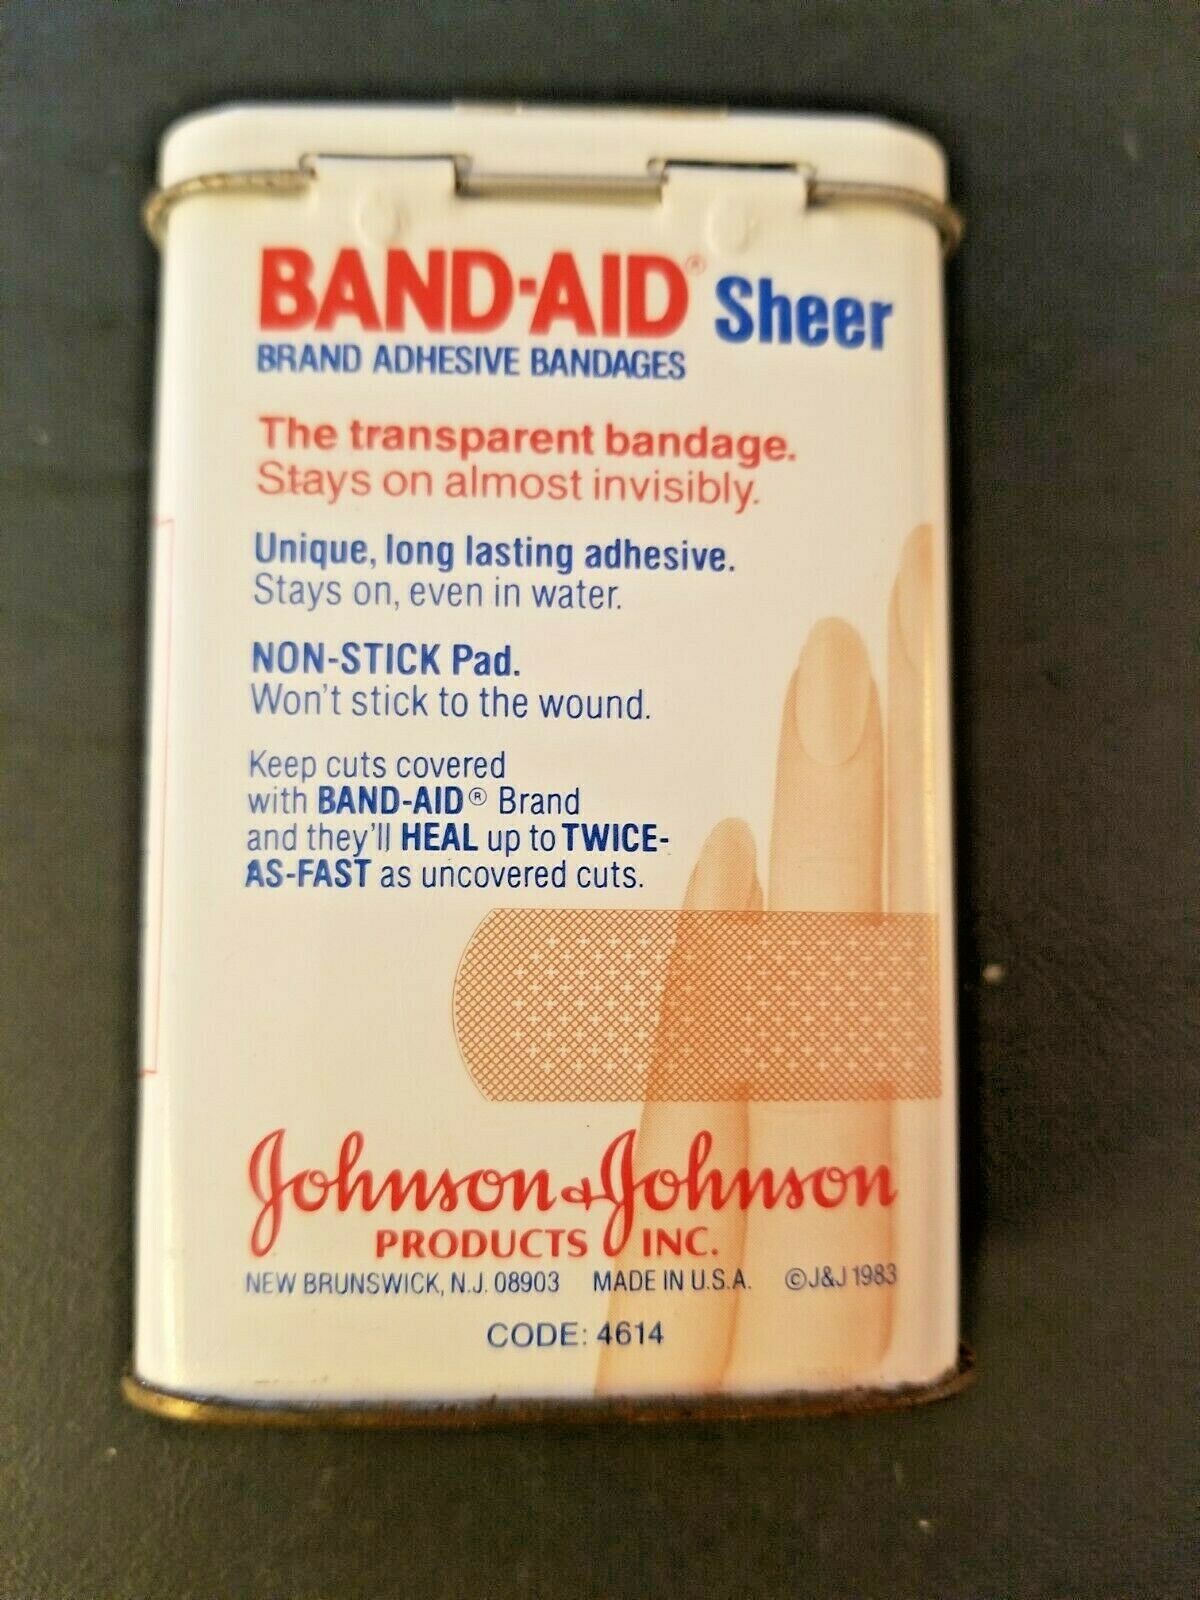 BAND-AID® Sheer
BRAND ADHESIVE BANDAGES
The transparent bandage.
Stays on almost invisibly.
Unique, long lasting adhesive.
Stays on, even in water.
NON-STICK Pad.
Won't stick to the wound.
Keep cuts covered
with BAND-AID® Brand
and they'll HEAL up to TWICE-
AS-FAST as uncovered cuts.
Johnson & Johnson
PRODUCTS INC.
NEW BRUNSWICK, N.J. 08903 MADE IN U.S.A. ©J&J 1983
CODE: 4614